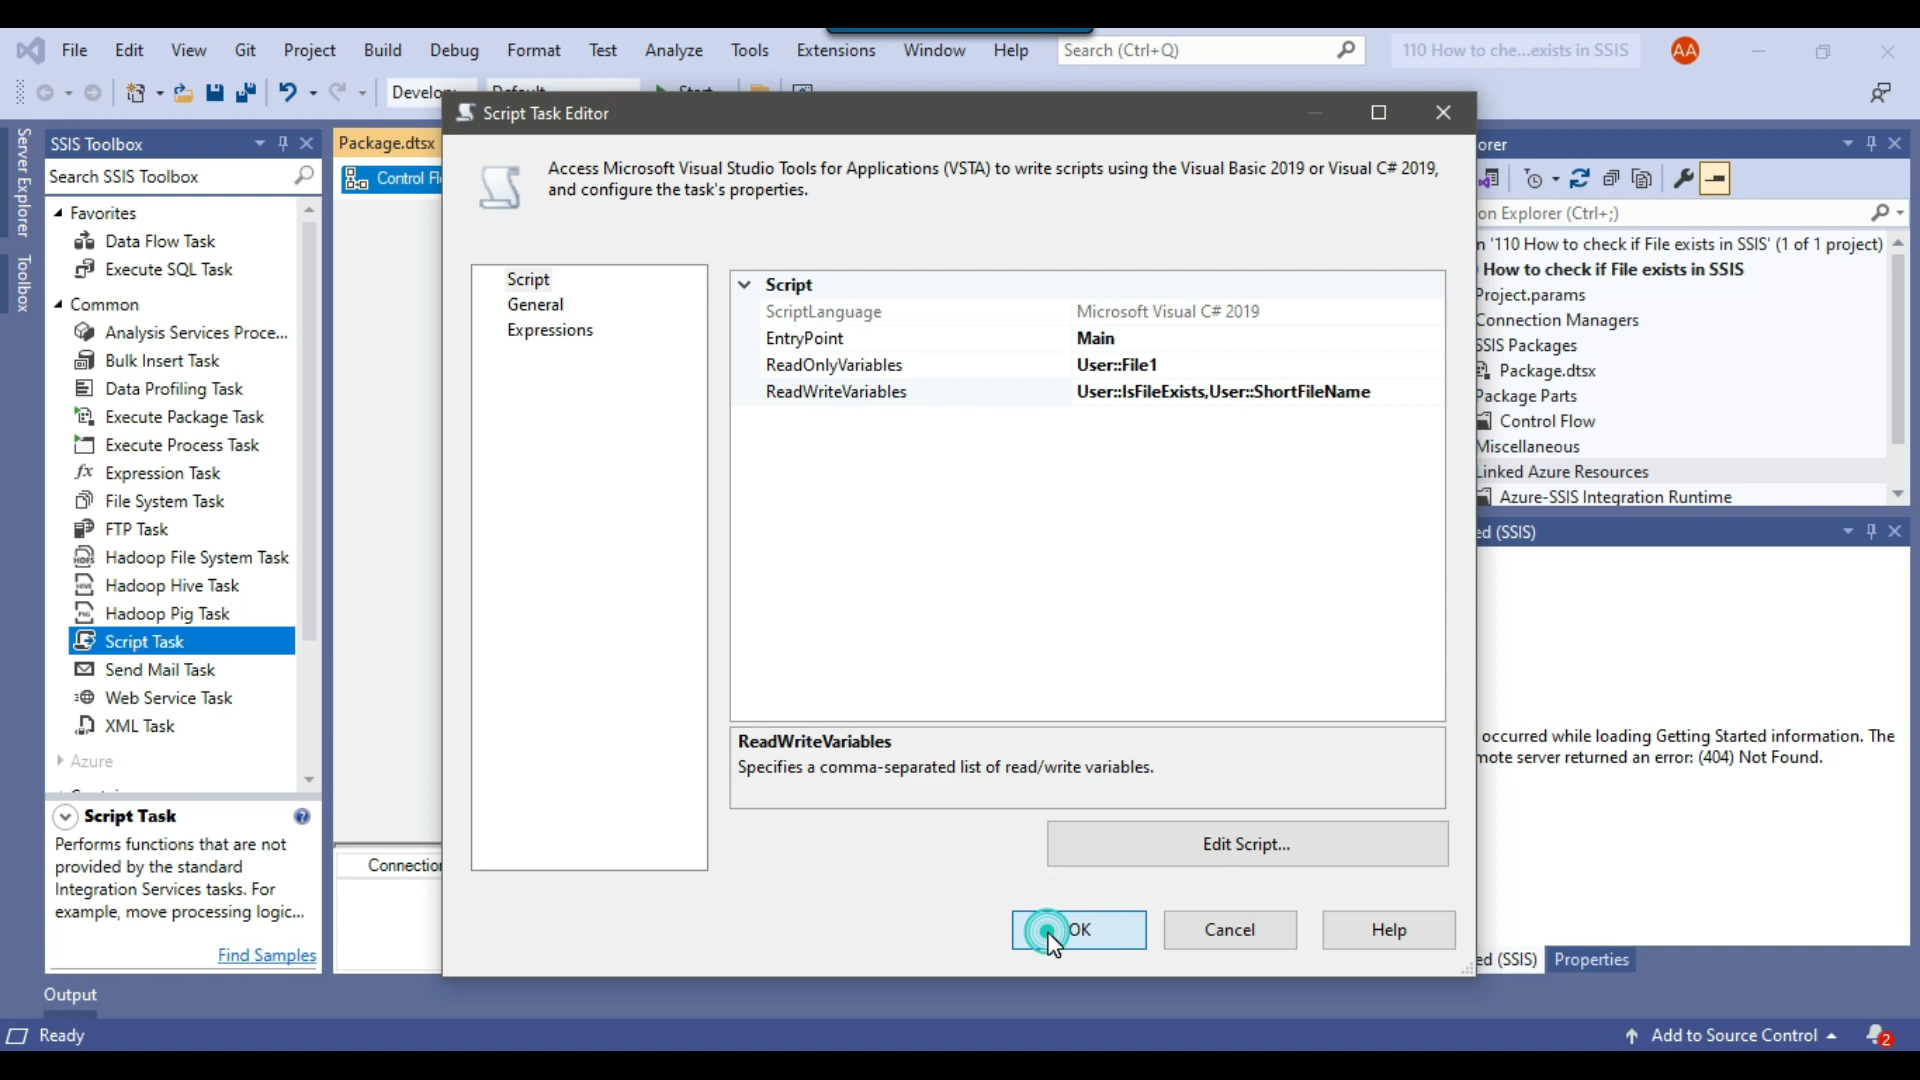 File Edit View Git Project Build Debug Format Test Analyze Tools Extensions Window Help Search (Ctrl+Q) 110 How to che...exists in SSIS AA
Server Explorer
Toolbox
SSIS Toolbox
Search SSIS Toolbox
Favorites
Data Flow Task
Execute SQL Task
Common
Analysis Services Proce...
Bulk Insert Task
Data Profiling Task
Execute Package Task
Execute Process Task
Expression Task
File System Task
FTP Task
Hadoop File System Task
Hadoop Hive Task
Hadoop Pig Task
Script Task
Send Mail Task
Web Service Task
XML Task
Azure
Script Task
Performs functions that are not
provided by the standard
Integration Services tasks. For
example, move processing logic...
Find Samples
Package.dtsx
Control Fl
Connection
Script Task Editor
Access Microsoft Visual Studio Tools for Applications (VSTA) to write scripts using the Visual Basic 2019 or Visual C# 2019,
and configure the task's properties.
Script
General
Expressions
Script
ScriptLanguage Microsoft Visual C# 2019
EntryPoint Main
ReadOnlyVariables User::File1
ReadWriteVariables User::IsFileExists,User::ShortFileName
ReadWriteVariables
Specifies a comma-separated list of read/write variables.
Edit Script...
OK Cancel Help
orer
on Explorer (Ctrl+;)
n '110 How to check if File exists in SSIS' (1 of 1 project)
How to check if File exists in SSIS
Project.params
Connection Managers
SSIS Packages
Package.dtsx
Package Parts
Control Flow
Miscellaneous
Linked Azure Resources
Azure-SSIS Integration Runtime
ed (SSIS)
occurred while loading Getting Started information. The
mote server returned an error: (404) Not Found.
ed (SSIS) Properties
Output
Ready
Add to Source Control 2